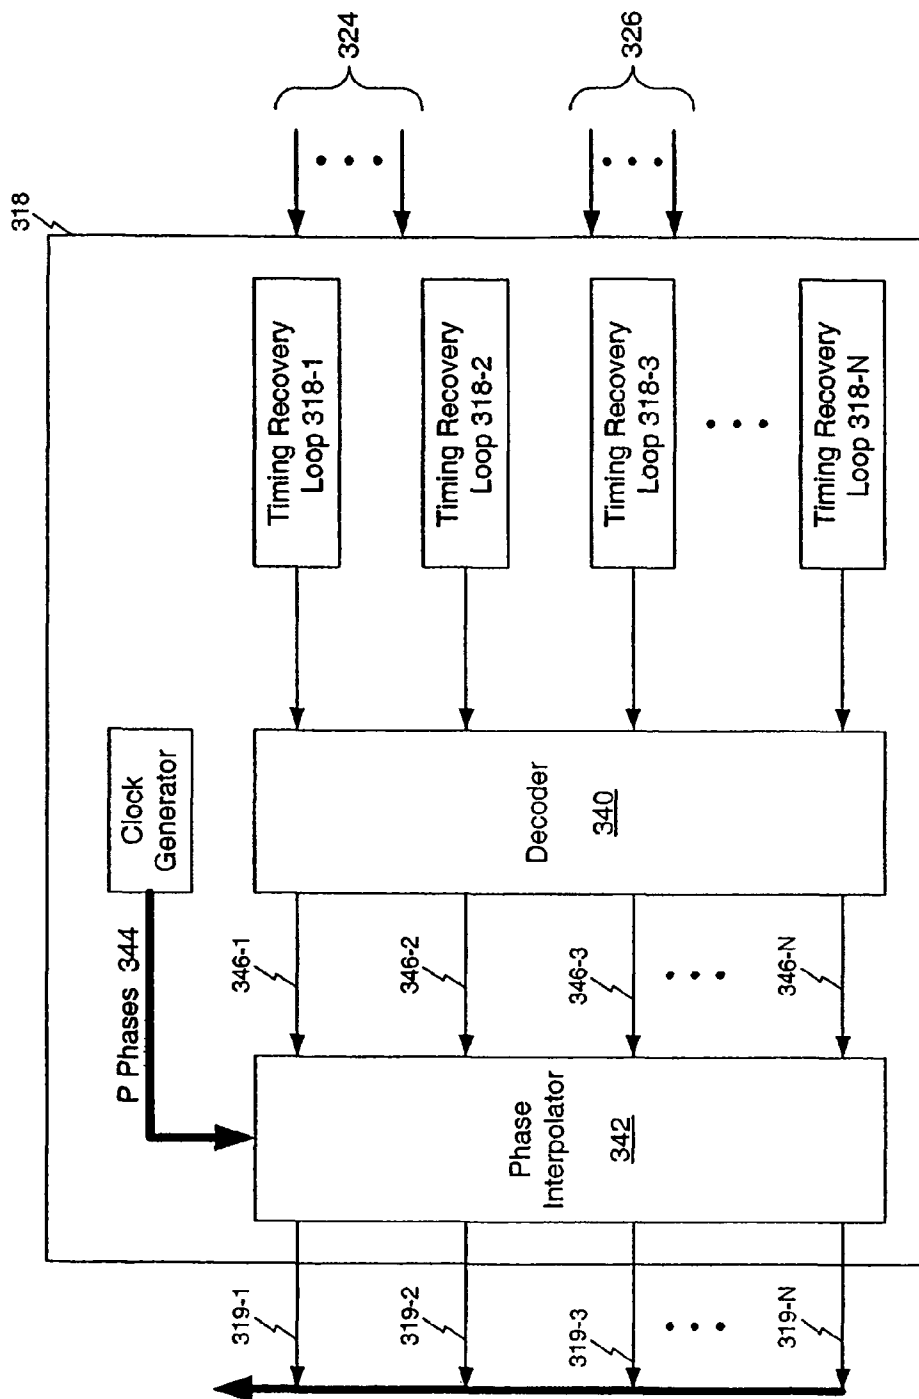 318
324
326
Timing Recovery
Loop 318-1
Timing Recovery
Loop 318-2
Timing Recovery
Loop 318-3
Timing Recovery
Loop 318-N
Clock
Generator
P Phases 344
Decoder
340
346-1
346-2
346-3
346-N
Phase
Interpolator
342
319-1
319-2
319-3
319-N